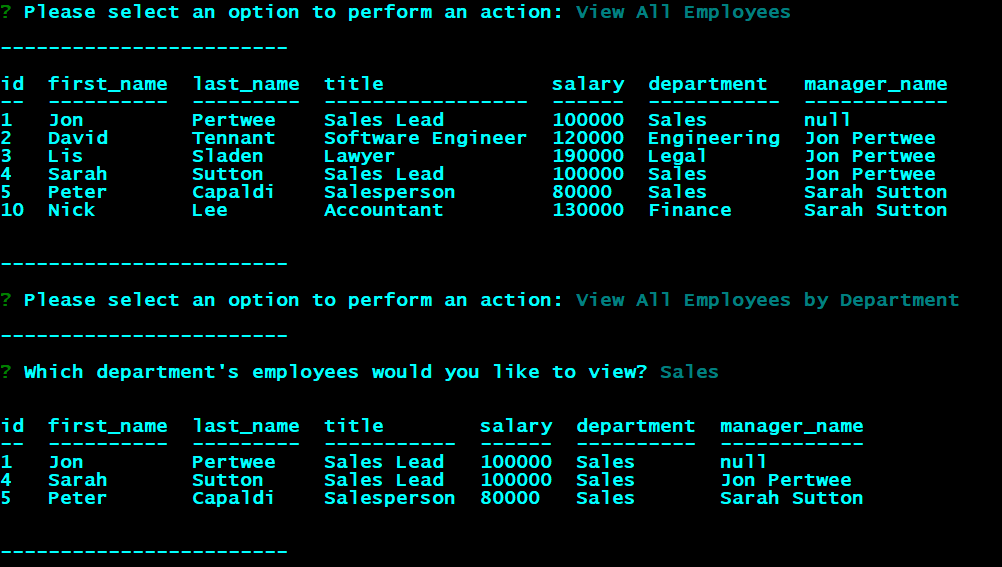 ? Please select an option to perform an action: View All Employees
------------------------
id  first_name  last_name  title              salary  department   manager_name
--  ----------  ---------  -----------------  ------  -----------  ------------
1   Jon         Pertwee    Sales Lead         100000  Sales        null
2   David       Tennant    Software Engineer  120000  Engineering  Jon Pertwee
3   Lis         Sladen     Lawyer             190000  Legal        Jon Pertwee
4   Sarah       Sutton     Sales Lead         100000  Sales        Jon Pertwee
5   Peter       Capaldi    Salesperson        80000   Sales        Sarah Sutton
10  Nick        Lee        Accountant         130000  Finance      Sarah Sutton
------------------------
? Please select an option to perform an action: View All Employees by Department
------------------------
? Which department's employees would you like to view? Sales
id  first_name  last_name  title        salary  department  manager_name
--  ----------  ---------  -----------  ------  ----------  ------------
1   Jon         Pertwee    Sales Lead   100000  Sales       null
4   Sarah       Sutton     Sales Lead   100000  Sales       Jon Pertwee
5   Peter       Capaldi    Salesperson  80000   Sales       Sarah Sutton
------------------------